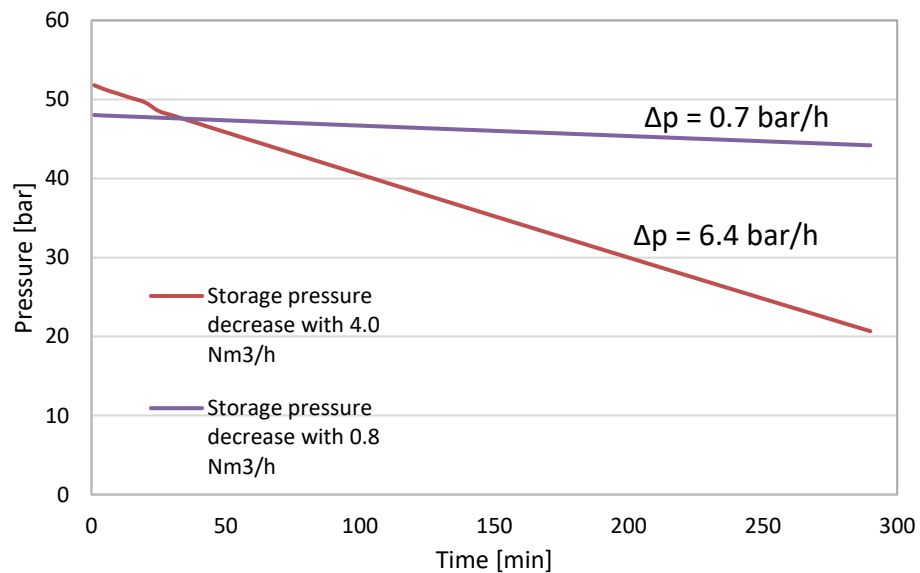 60
50
40
30
20
10
0
Pressure [bar]
Δp = 0.7 bar/h
Δp = 6.4 bar/h
Storage pressure
decrease with 4.0
Nm3/h
Storage pressure
decrease with 0.8
Nm3/h
0 50 100 150 200 250 300
Time [min]